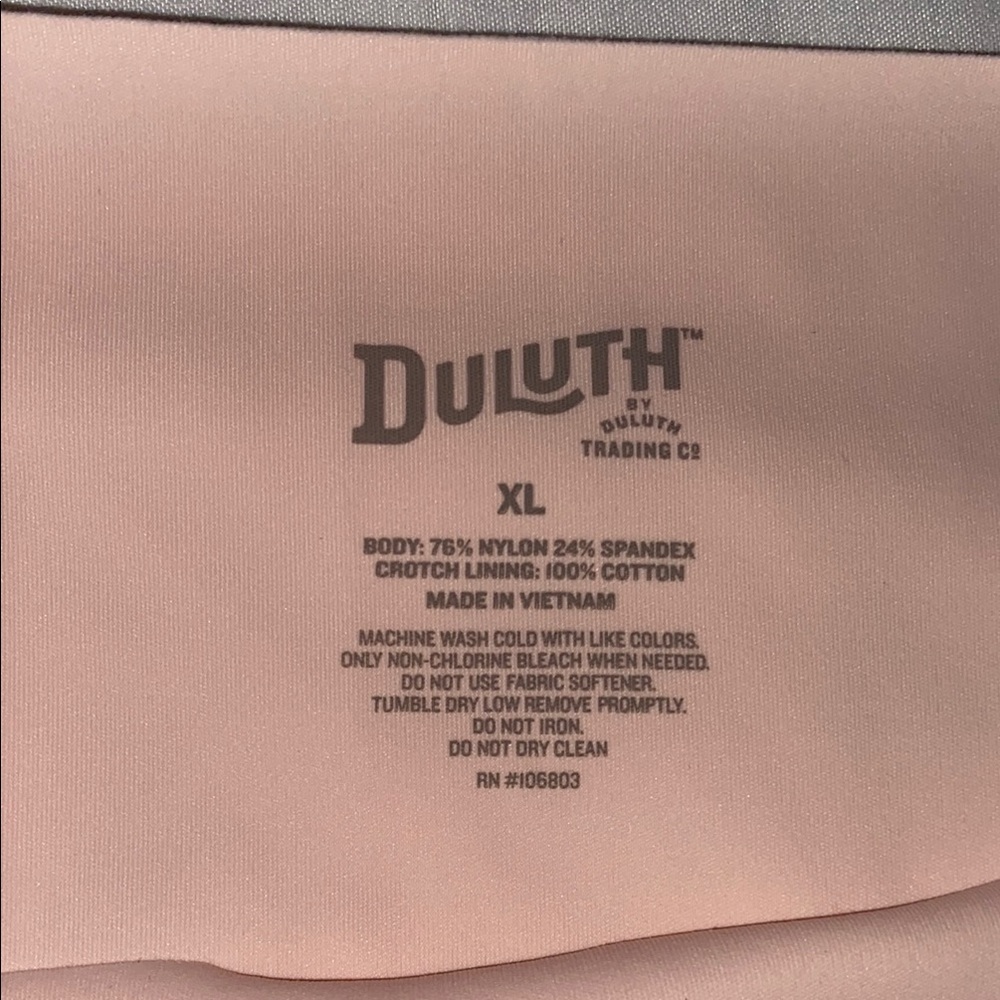 DULUTH™
BY
DULUTH
TRADING Cº
XL
BODY: 76% NYLON 24% SPANDEX
CROTCH LINING: 100% COTTON
MADE IN VIETNAM
MACHINE WASH COLD WITH LIKE COLORS.
ONLY NON-CHLORINE BLEACH WHEN NEEDED.
DO NOT USE FABRIC SOFTENER.
TUMBLE DRY LOW REMOVE PROMPTLY.
DO NOT IRON.
DO NOT DRY CLEAN
RN #106803